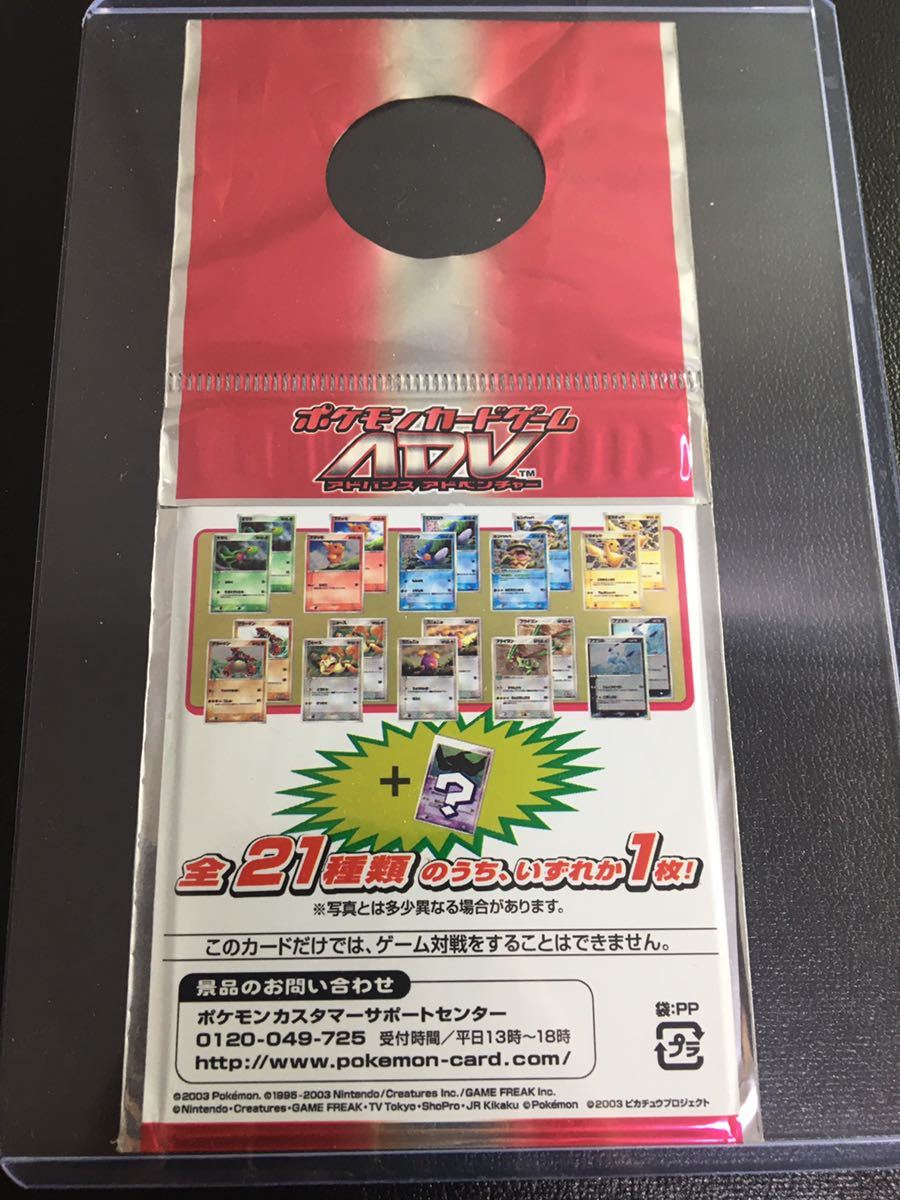 ポケモンカードゲーム
ADV™
アドバンスアドベンチャー
+
?
全21種類のうち、いずれか1枚!
※写真とは多少異なる場合があります。
このカードだけでは、ゲーム対戦をすることはできません。
景品のお問い合わせ
ポケモンカスタマーサポートセンター
0120-049-725 受付時間/平日13時〜18時
http://www.pokemon-card.com/
袋:PP
プラ
©2003 Pokémon. ©1995-2003 Nintendo/Creatures Inc./GAME FREAK Inc.
©Nintendo・Creatures・GAME FREAK・TV Tokyo・ShoPro・JR Kikaku ©Pokémon ©2003 ピカチュウプロジェクト